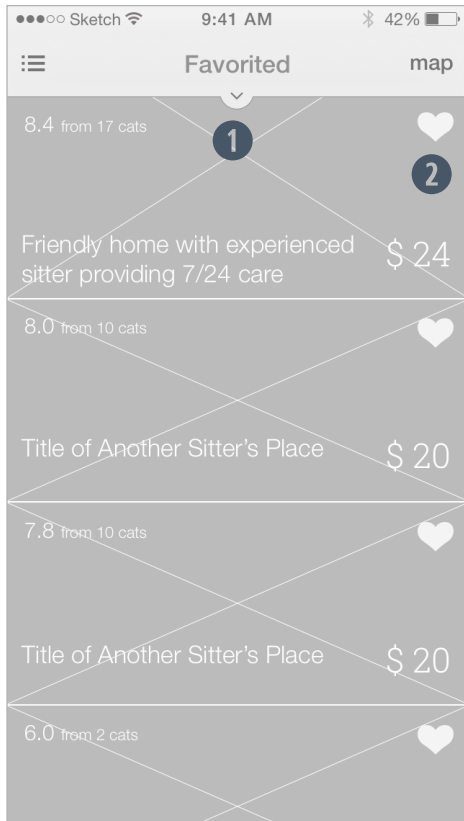 Sketch 9:41 AM 42%
Favorited map
8.4 from 17 cats
1
2
Friendly home with experienced
sitter providing 7/24 care
$ 24
8.0 from 10 cats
Title of Another Sitter's Place $ 20
7.8 from 10 cats
Title of Another Sitter's Place $ 20
6.0 from 2 cats